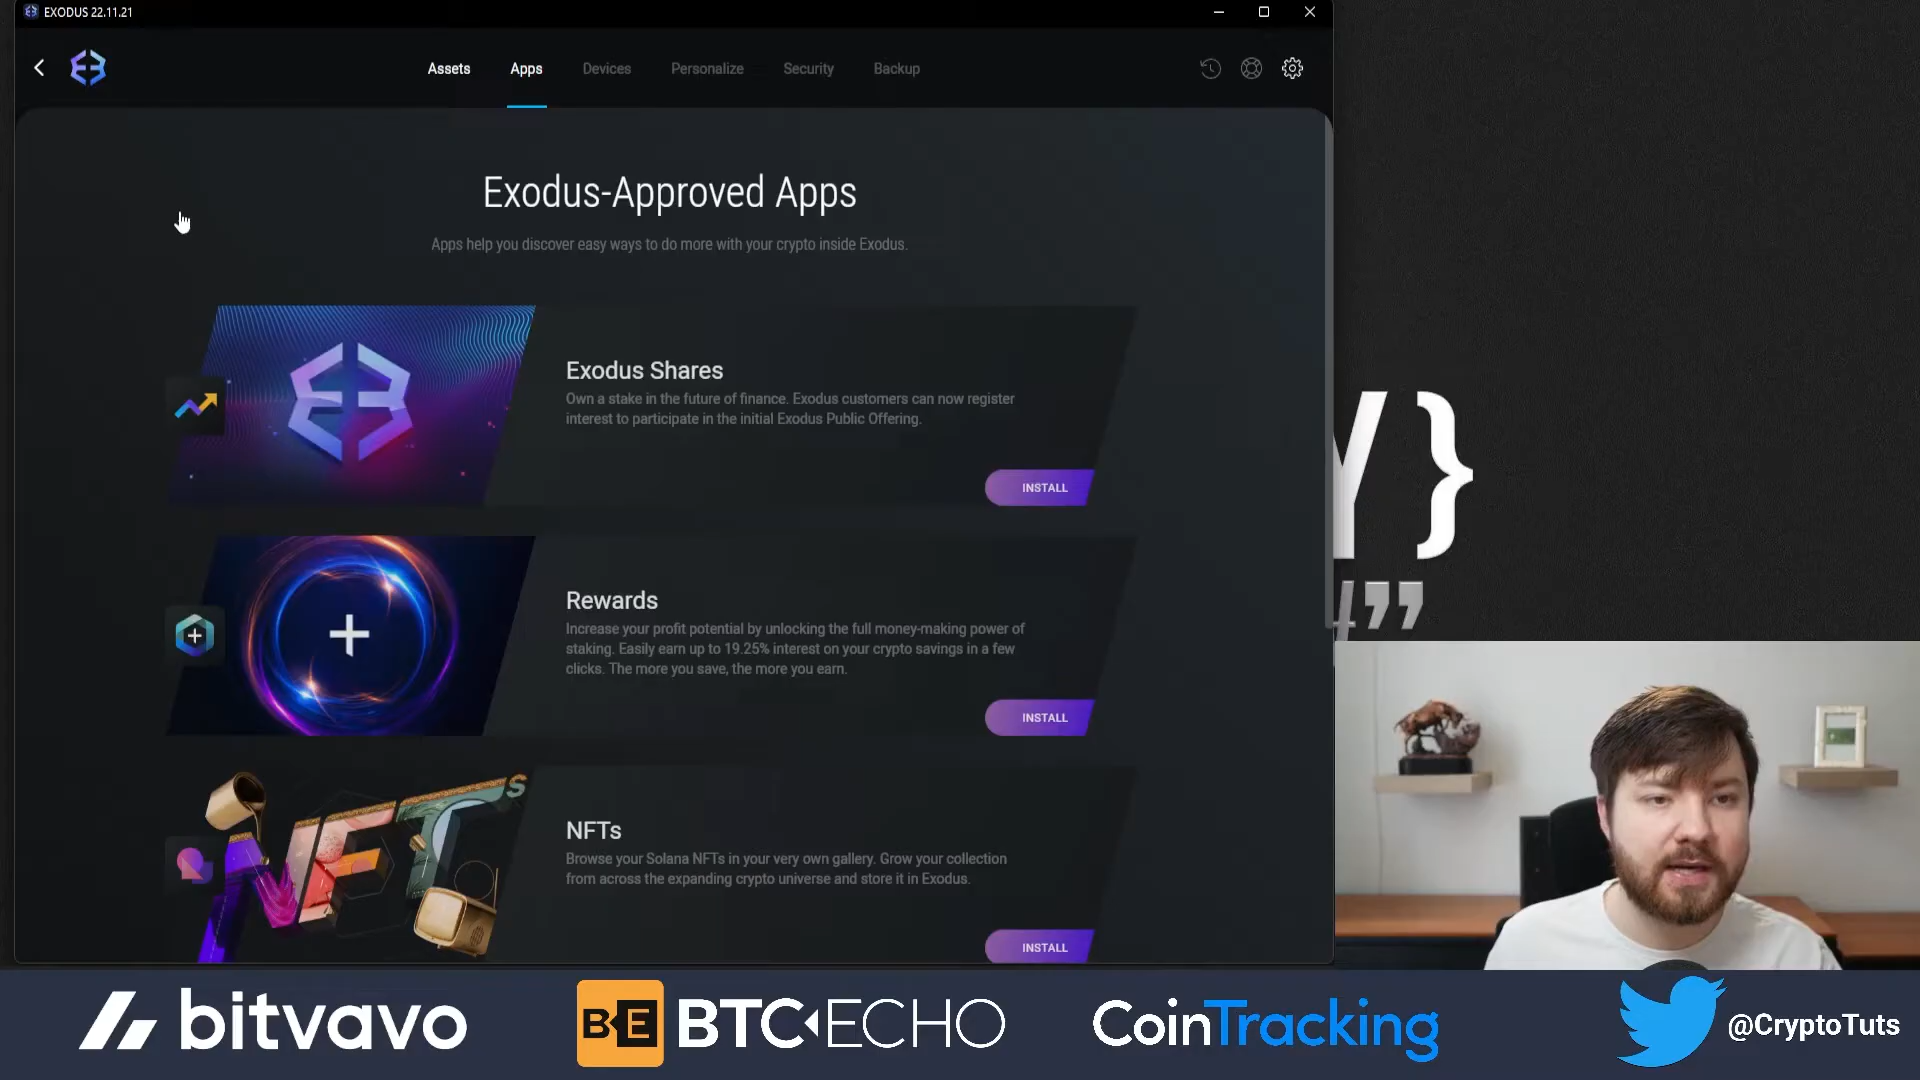 EXODUS 22.11.21
Assets Apps Devices Personalize Security Backup
Exodus-Approved Apps
Apps help you discover easy ways to do more with your crypto inside Exodus.
Exodus Shares
Own a stake in the future of finance. Exodus customers can now register
interest to participate in the initial Exodus Public Offering.
INSTALL
Rewards
Increase your profit potential by unlocking the full money-making power of
staking. Easily earn up to 19.25% interest on your crypto savings in a few
clicks. The more you save, the more you earn.
INSTALL
NFTs
NFTs
Browse your Solana NFTs in your very own gallery. Grow your collection
from across the expanding crypto universe and store it in Exodus.
INSTALL
Y}
”
bitvavo
BE BTC ECHO
CoinTracking
@CryptoTuts